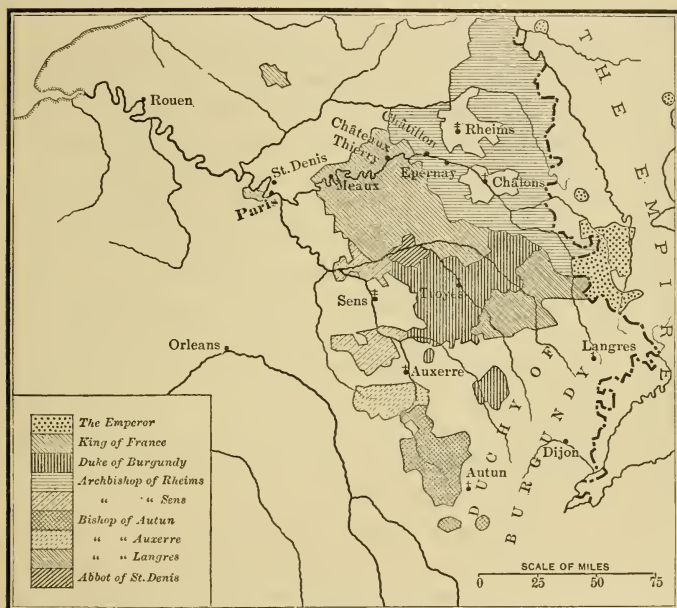 THE EMPIRE
Rouen
Rheims
Châtillon
Châteaux
Thierry
St. Denis
Epernay
Meaux
Châlons
Paris
Sens
Troyes
Orleans
Langres
Auxerre
DUCHY OF
BURGUNDY
Dijon
Autun
The Emperor
King of France
Duke of Burgundy
Archbishop of Rheims
" " Sens
Bishop of Autun
" " Auxerre
" " Langres
Abbot of St. Denis
SCALE OF MILES
0 25 50 75